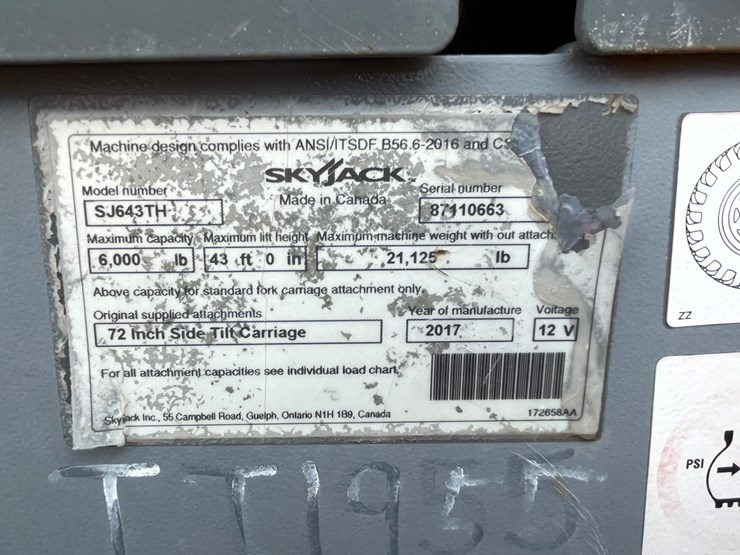 Machine design complies with ANSI/ITSDF B56.6-2016 and CS
SKYJACK
Made in Canada
Model number
Serial number
SJ643TH
87110663
Maximum capacity Maximum lift height Maximum machine weight with out attach.
6,000 lb 43 ft 0 in 21,125 lb
Above capacity for standard fork carriage attachment only.
Original supplied attachments Year of manufacture Voltage
72 Inch Side Tilt Carriage 2017 12 V
For all attachment capacities see individual load chart.
Skyjack Inc., 55 Campbell Road, Guelph, Ontario N1H 1B9, Canada 172658AA
TT1955
ZZ
PSI